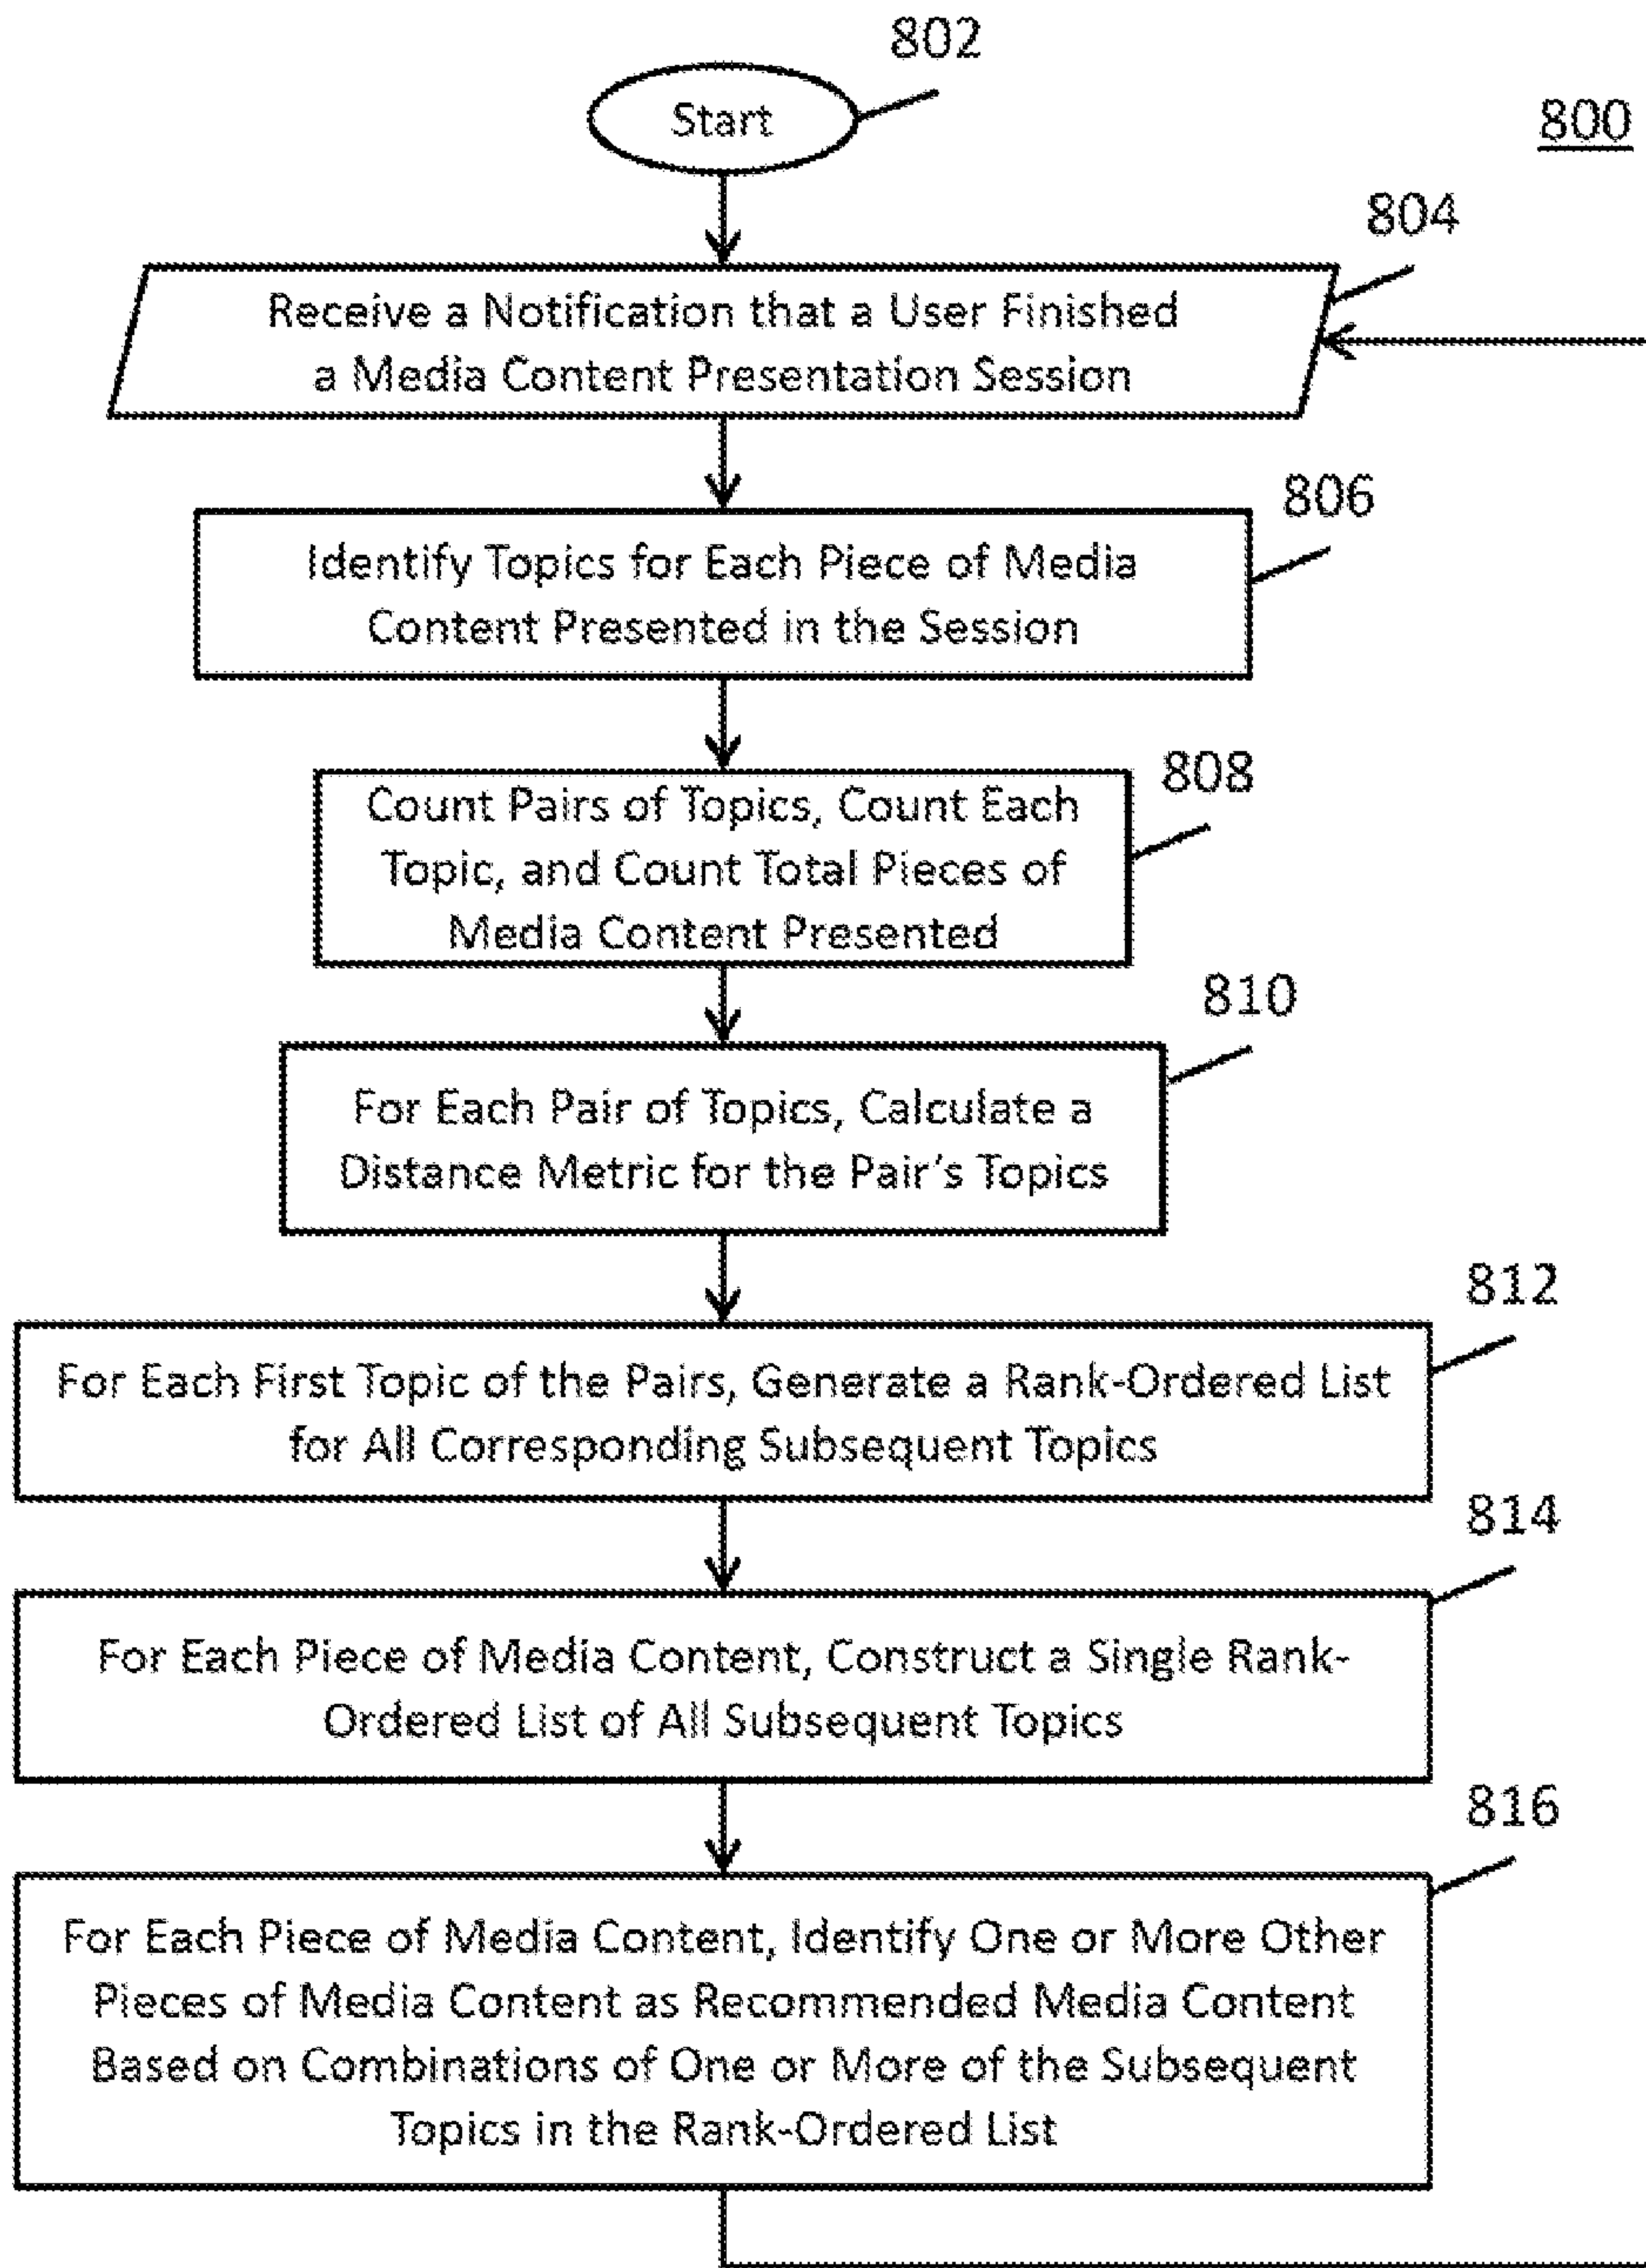 802
Start
800
804
Receive a Notification that a User Finished
a Media Content Presentation Session
806
Identify Topics for Each Piece of Media
Content Presented in the Session
808
Count Pairs of Topics, Count Each
Topic, and Count Total Pieces of
Media Content Presented
810
For Each Pair of Topics, Calculate a
Distance Metric for the Pair's Topics
812
For Each First Topic of the Pairs, Generate a Rank-Ordered List
for All Corresponding Subsequent Topics
814
For Each Piece of Media Content, Construct a Single Rank-
Ordered List of All Subsequent Topics
816
For Each Piece of Media Content, Identify One or More Other
Pieces of Media Content as Recommended Media Content
Based on Combinations of One or More of the Subsequent
Topics in the Rank-Ordered List